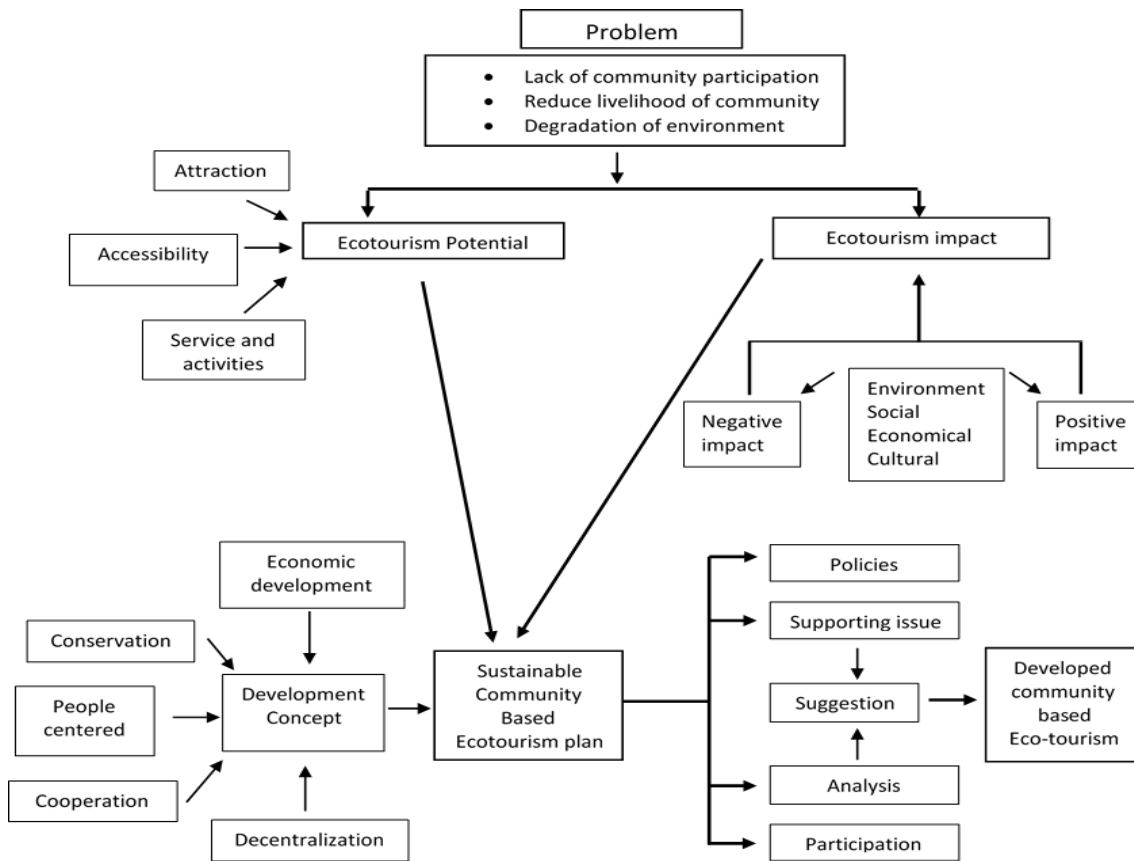 Problem
• Lack of community participation
• Reduce livelihood of community
• Degradation of environment
Attraction
Accessibility
Service and
activities
Ecotourism Potential
Ecotourism impact
Negative
impact
Environment
Social
Economical
Cultural
Positive
impact
Economic
development
Conservation
People
centered
Cooperation
Decentralization
Development
Concept
Sustainable
Community
Based
Ecotourism plan
Policies
Supporting issue
Suggestion
Analysis
Participation
Developed
community
based
Eco-tourism